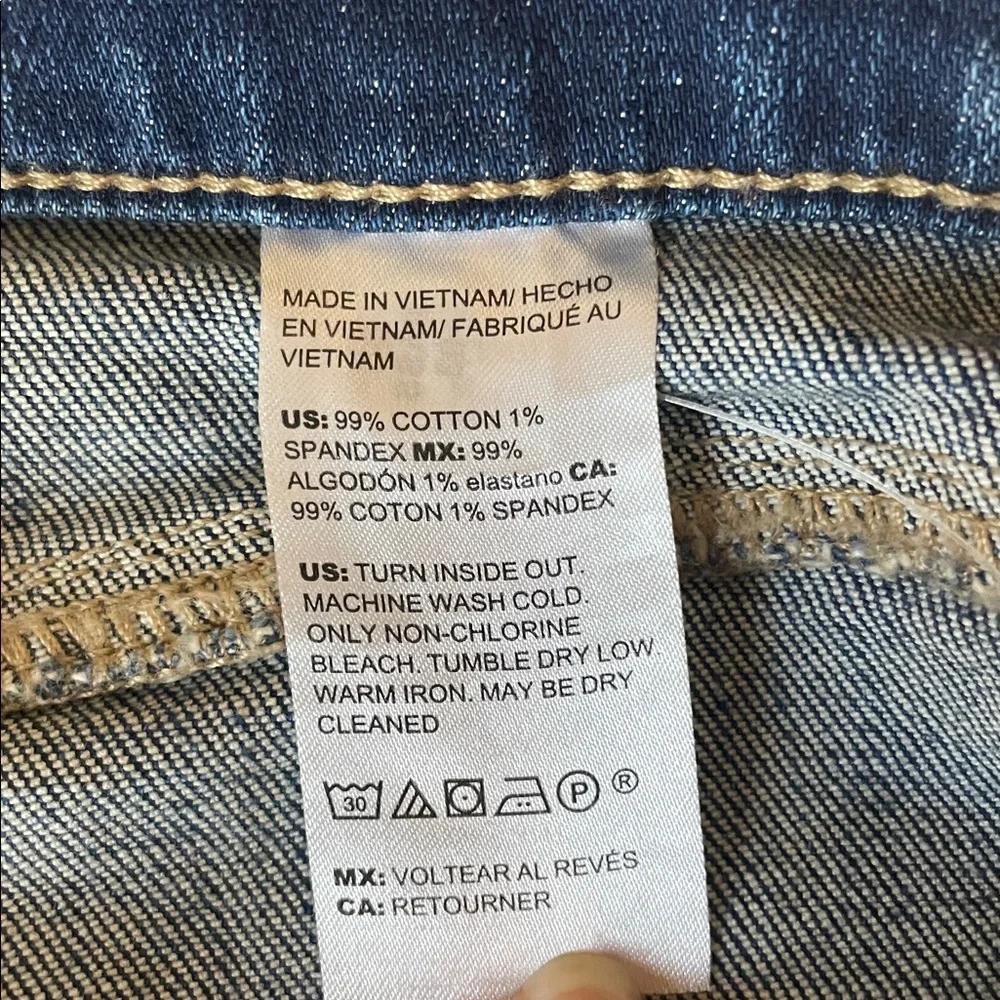 MADE IN VIETNAM/ HECHO
EN VIETNAM/ FABRIQUÉ AU
VIETNAM
US: 99% COTTON 1%
SPANDEX MX: 99%
ALGODÓN 1% elastano CA:
99% COTON 1% SPANDEX
US: TURN INSIDE OUT.
MACHINE WASH COLD.
ONLY NON-CHLORINE
BLEACH. TUMBLE DRY LOW.
WARM IRON. MAY BE DRY
CLEANED
30 P ®
MX: VOLTEAR AL REVÉS
CA: RETOURNER